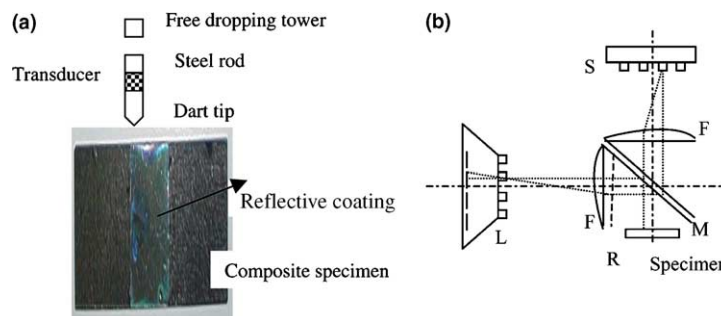 (a)
Free dropping tower
Transducer
Steel rod
Dart tip
Reflective coating
Composite specimen
(b)
S
F
L
F
M
R
Specimen